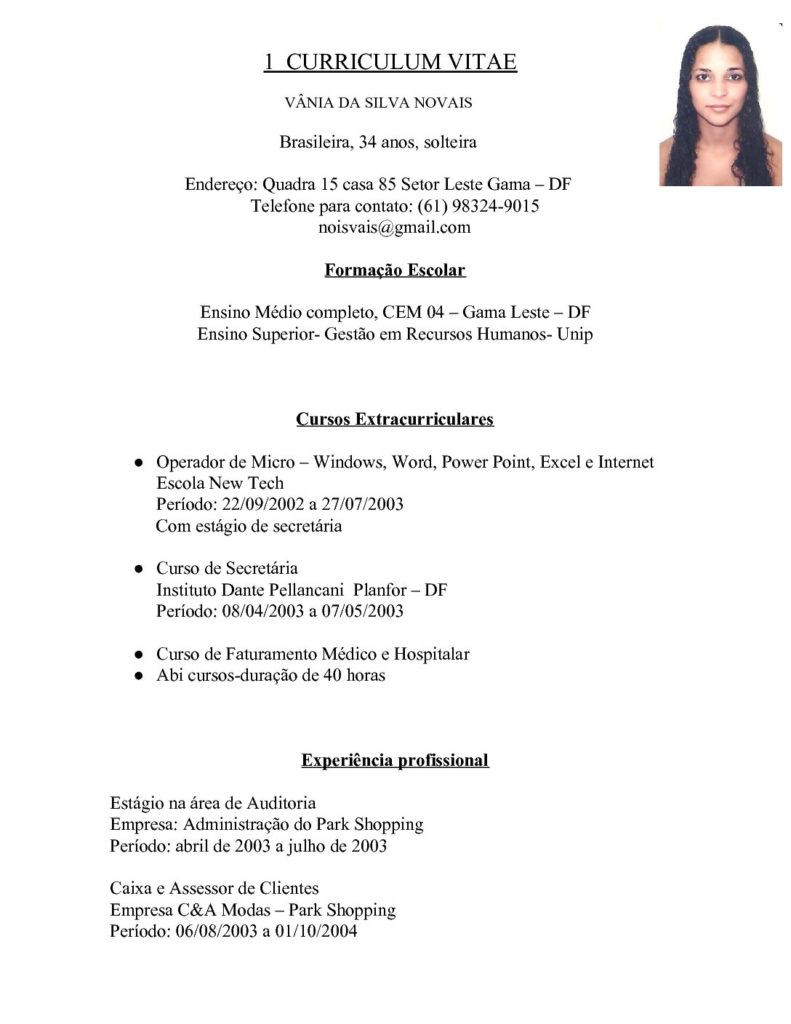 1 CURRICULUM VITAE
VÂNIA DA SILVA NOVAIS
Brasileira, 34 anos, solteira
Endereço: Quadra 15 casa 85 Setor Leste Gama – DF
Telefone para contato: (61) 98324-9015
noisvais@gmail.com
Formação Escolar
Ensino Médio completo, CEM 04 – Gama Leste – DF
Ensino Superior- Gestão em Recursos Humanos- Unip
Cursos Extracurriculares
● Operador de Micro – Windows, Word, Power Point, Excel e Internet
Escola New Tech
Período: 22/09/2002 a 27/07/2003
Com estágio de secretária
● Curso de Secretária
Instituto Dante Pellancani Planfor – DF
Período: 08/04/2003 a 07/05/2003
● Curso de Faturamento Médico e Hospitalar
● Abi cursos-duração de 40 horas
Experiência profissional
Estágio na área de Auditoria
Empresa: Administração do Park Shopping
Período: abril de 2003 a julho de 2003
Caixa e Assessor de Clientes
Empresa C&A Modas – Park Shopping
Período: 06/08/2003 a 01/10/2004